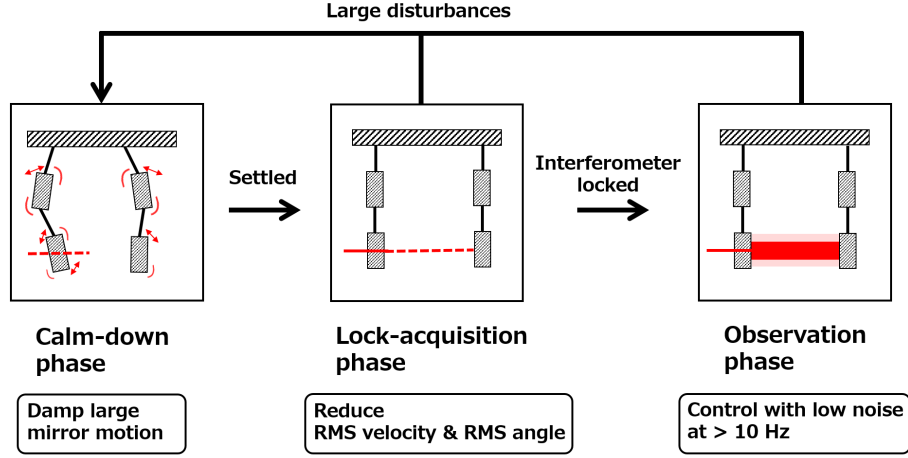 Large disturbances
Settled
Interferometer
locked
Calm-down
phase
Lock-acquisition
phase
Observation
phase
Damp large
mirror motion
Reduce
RMS velocity & RMS angle
Control with low noise
at > 10 Hz